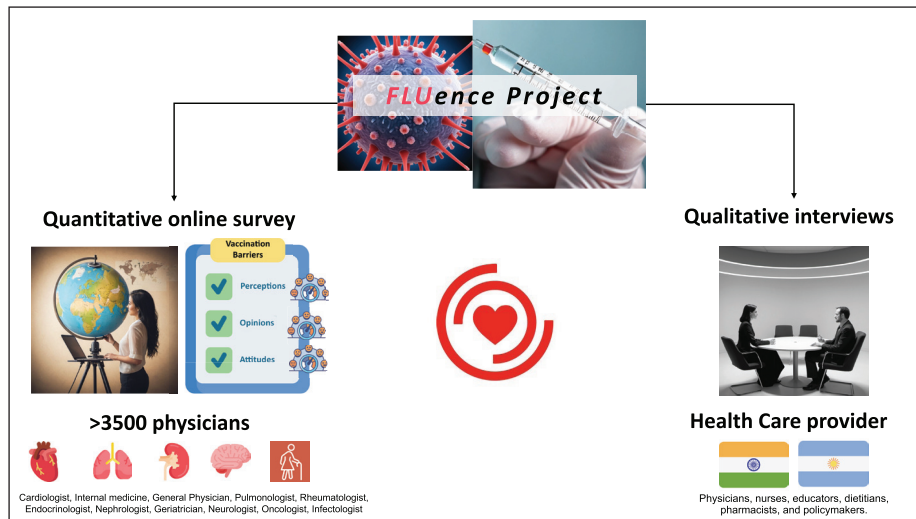 FLUence Project
Quantitative online survey
Vaccination
Barriers
Perceptions
Opinions
Attitudes
>3500 physicians
Cardiologist, Internal medicine, General Physician, Pulmonologist, Rheumatologist,
Endocrinologist, Nephrologist, Geriatrician, Neurologist, Oncologist, Infectologist
Qualitative interviews
Health Care provider
Physicians, nurses, educators, dietitians,
pharmacists, and policymakers.